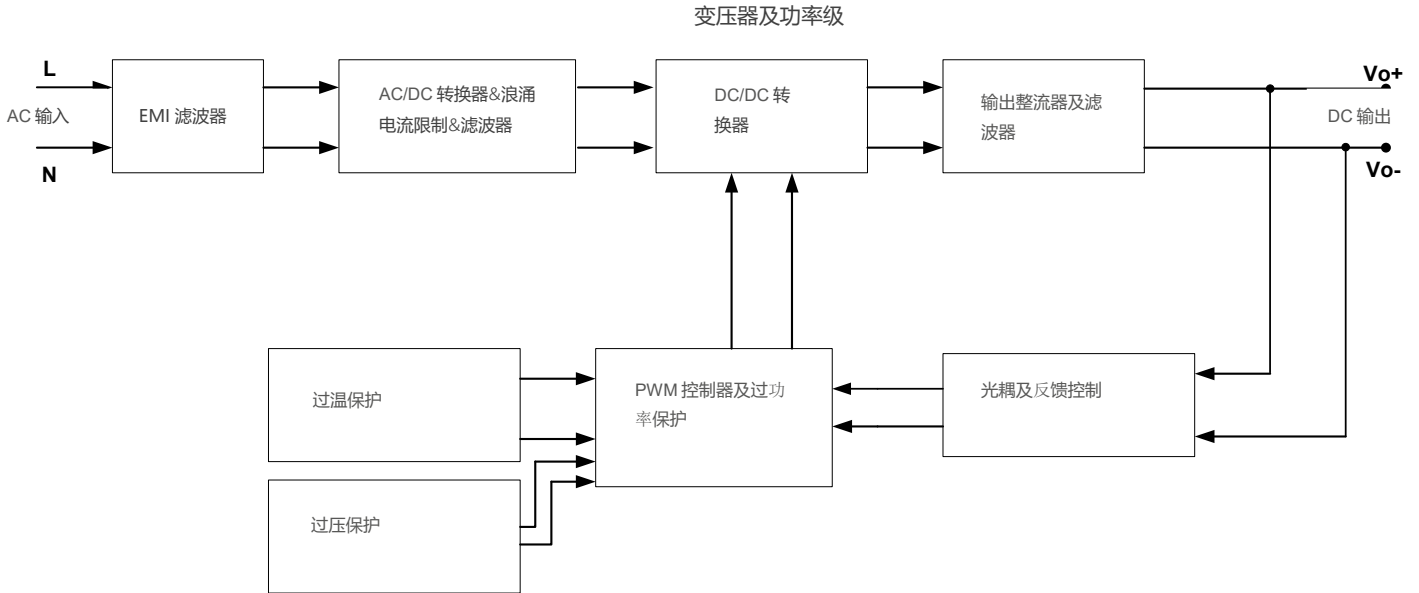 变压器及功率级
L
AC 输入
N
EMI 滤波器
AC/DC 转换器&浪涌
电流限制&滤波器
DC/DC 转
换器
输出整流器及滤
波器
Vo+
DC 输出
Vo-
过温保护
PWM 控制器及过功
率保护
光耦及反馈控制
过压保护